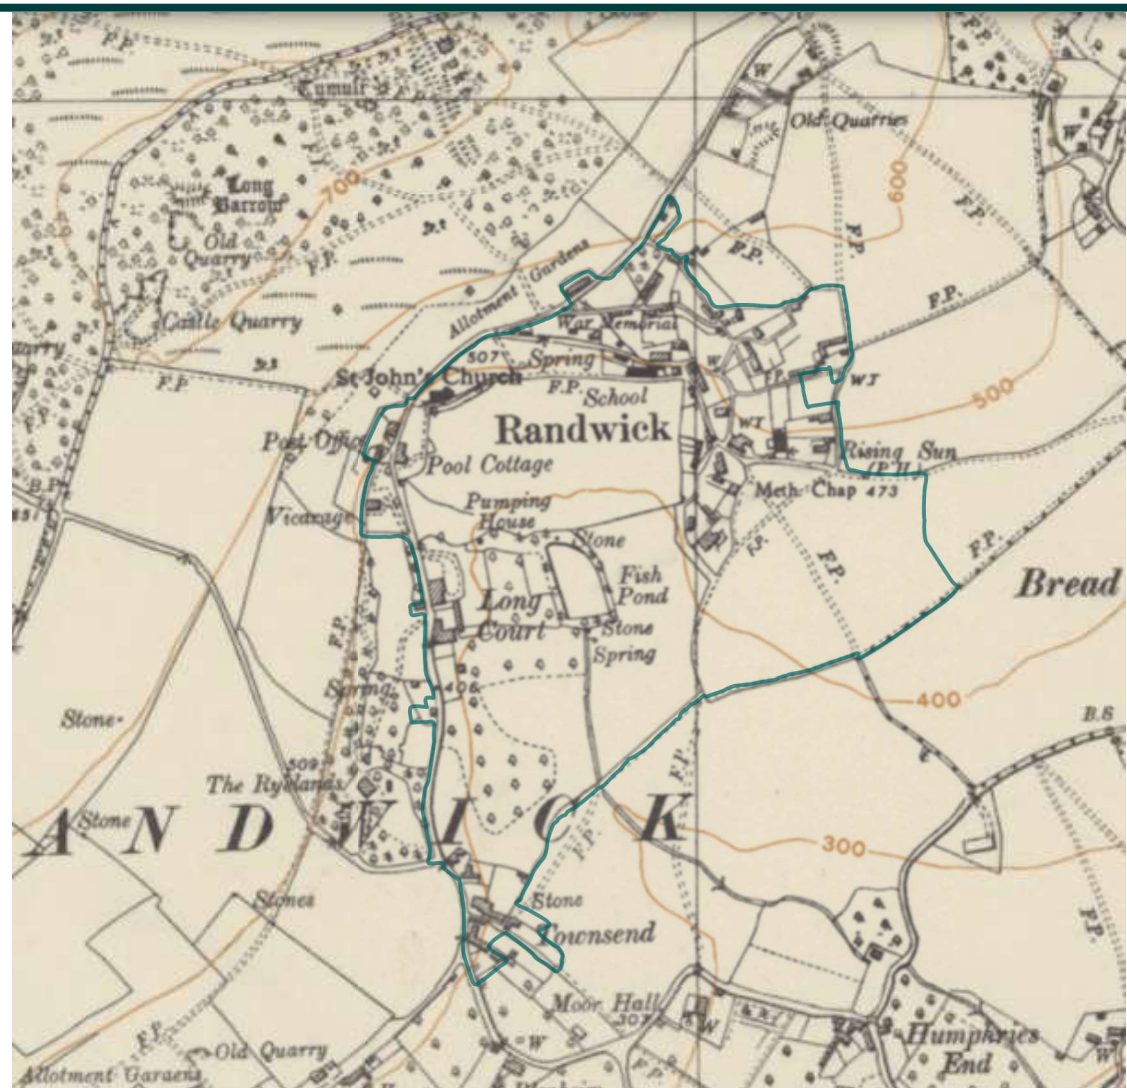 F.P.
F.P.
Tumuli
W
Old Quarries
W
700
600
Long
Barrow
Old
Quarry
F.P.
F.P.
F.P.
F.P.
Castle Quarry
Allotment Gardens
F.P.
War Memorial
W
507
Spring
St John's Church
F.P.
School
W
F.P.
W.T
500
Randwick
W.T
Post Office
Pool Cottage
Rising Sun
(P.H.)
Meth. Chap 473
B.P.
Vicarage
Pumping
House
Stone
F.P.
F.P.
F.P.
Fish
Pond
Bread
Long
Court
Stone
Spring
F.P.
Spring
406
400
Stone
B.S
F.P.
509
The Ryelands
Stone
ANDWICK
F.P.
300
Stones
Stone
Townsend
F.P.
Moor Hall
307
W
F.P.
Old Quarry
W
Humphries
End
W
Allotment Gardens
F.P.